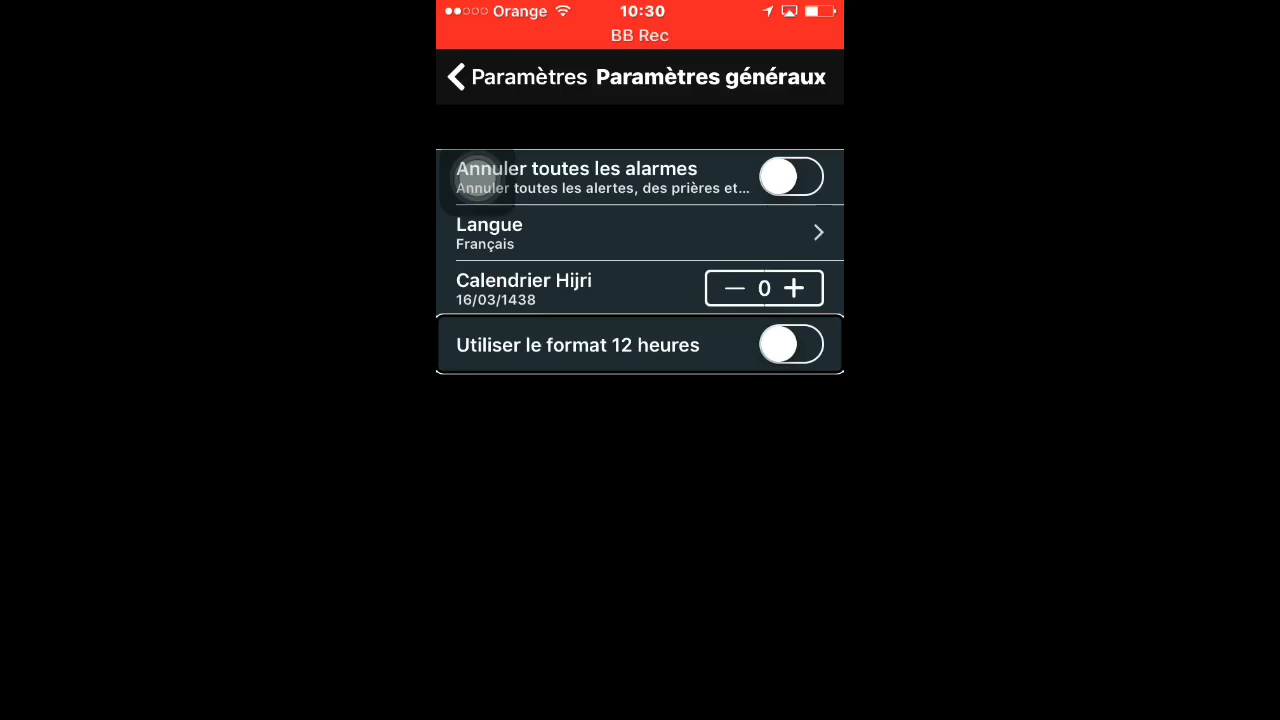 Orange 10:30
BB Rec
Paramètres Paramètres généraux
Annuler toutes les alarmes
Annuler toutes les alertes, des prières et...
Langue
Français
Calendrier Hijri
16/03/1438
— 0 +
Utiliser le format 12 heures